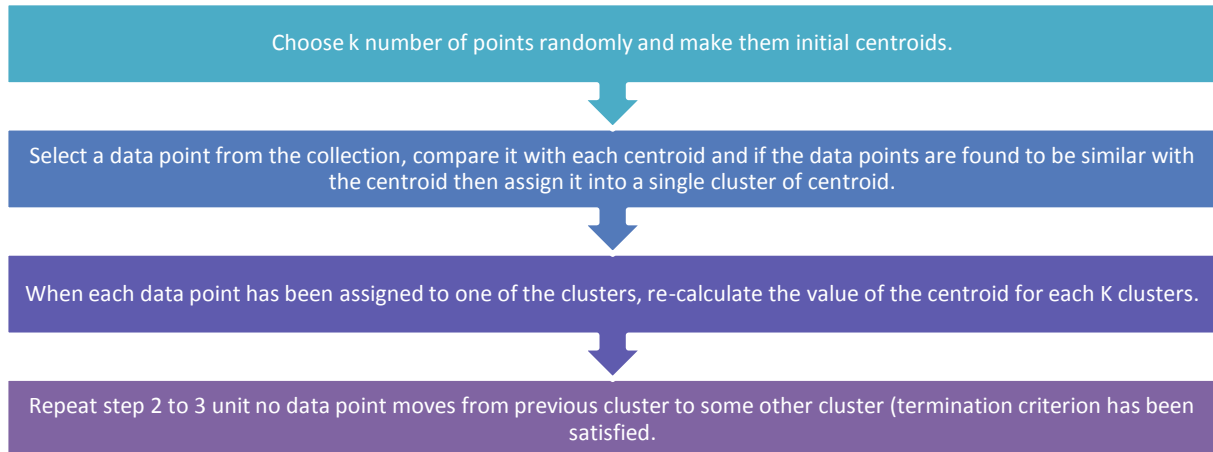 Choose k number of points randomly and make them initial centroids.
Select a data point from the collection, compare it with each centroid and if the data points are found to be similar with
the centroid then assign it into a single cluster of centroid.
When each data point has been assigned to one of the clusters, re-calculate the value of the centroid for each K clusters.
Repeat step 2 to 3 unit no data point moves from previous cluster to some other cluster (termination criterion has been
satisfied.